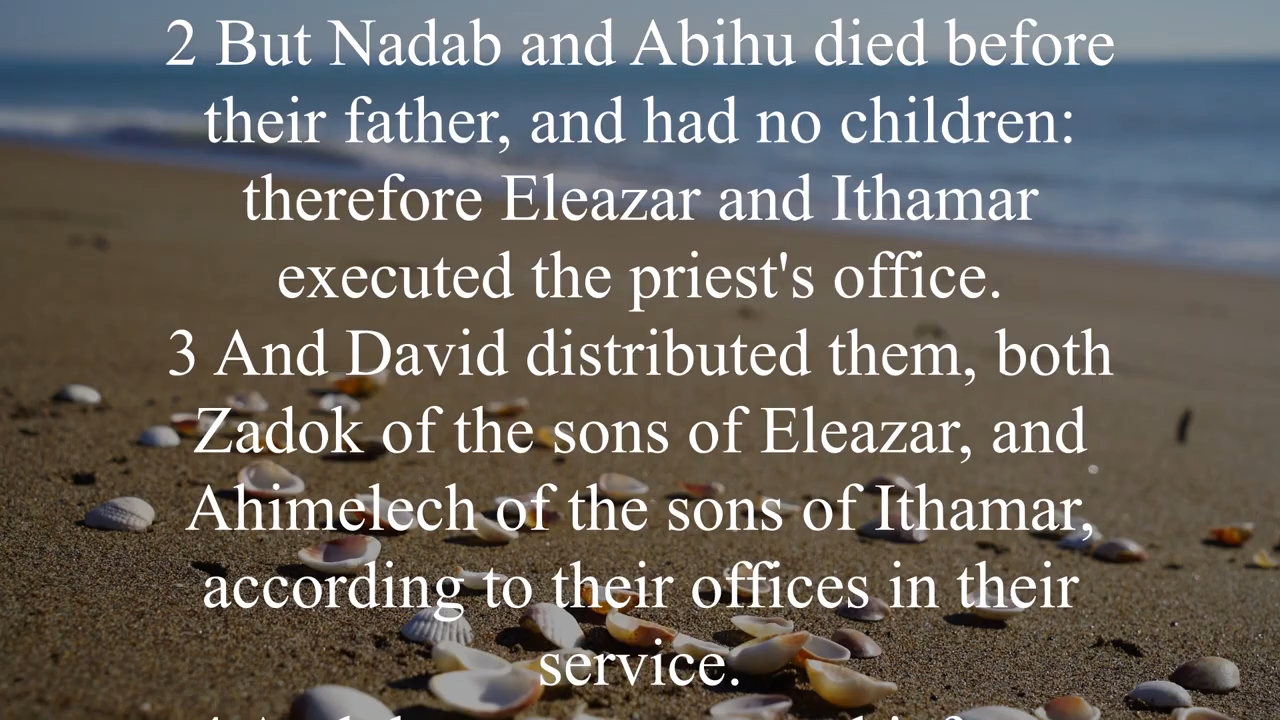 2 But Nadab and Abihu died before
their father, and had no children:
therefore Eleazar and Ithamar
executed the priest's office.
3 And David distributed them, both
Zadok of the sons of Eleazar, and
Ahimelech of the sons of Ithamar,
according to their offices in their
service.